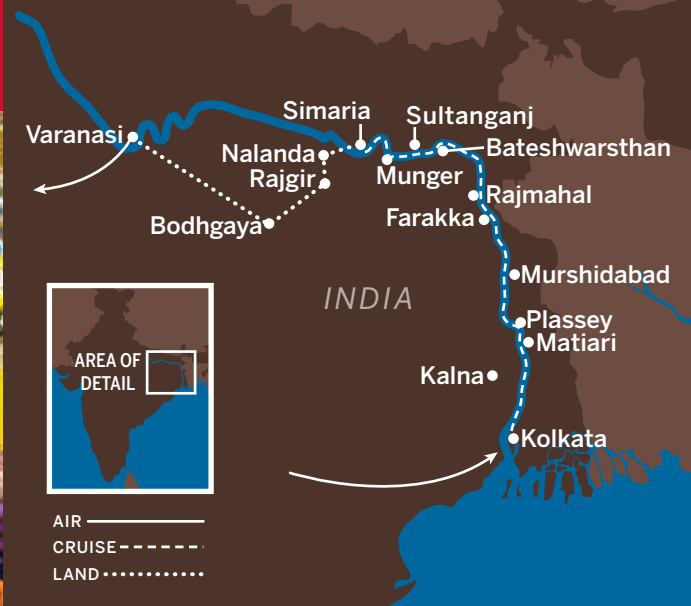 Simaria
Sultanganj
Varanasi
Nalanda
Bateshwarsthan
Rajgir
Munger
Rajmahal
Bodhgaya
Farakka
Murshidabad
INDIA
Plassey
Matiari
AREA OF
DETAIL
Kalna
Kolkata
AIR
CRUISE
LAND